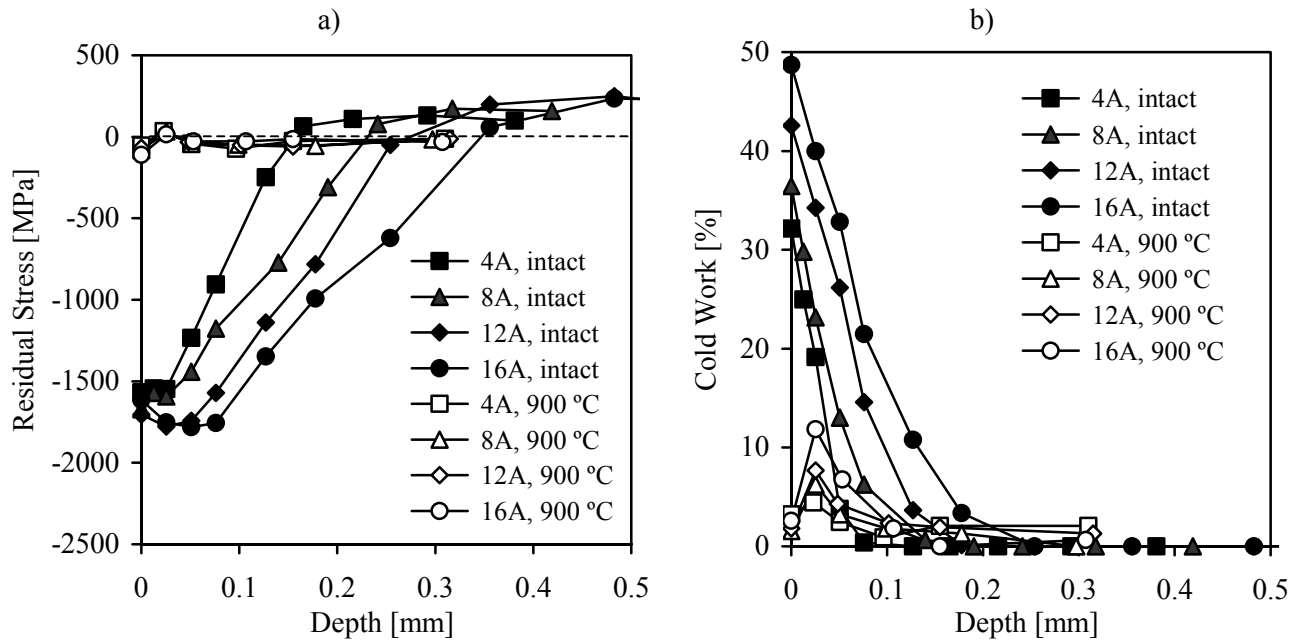 a)
500
0
-500
-1000
-1500
-2000
-2500
Residual Stress [MPa]
4A, intact
8A, intact
12A, intact
16A, intact
4A, 900 ºC
8A, 900 ºC
12A, 900 ºC
16A, 900 ºC
0
0.1
0.2
0.3
0.4
0.5
Depth [mm]
b)
50
40
30
20
10
0
Cold Work [%]
4A, intact
8A, intact
12A, intact
16A, intact
4A, 900 ºC
8A, 900 ºC
12A, 900 ºC
16A, 900 ºC
0
0.1
0.2
0.3
0.4
0.5
Depth [mm]